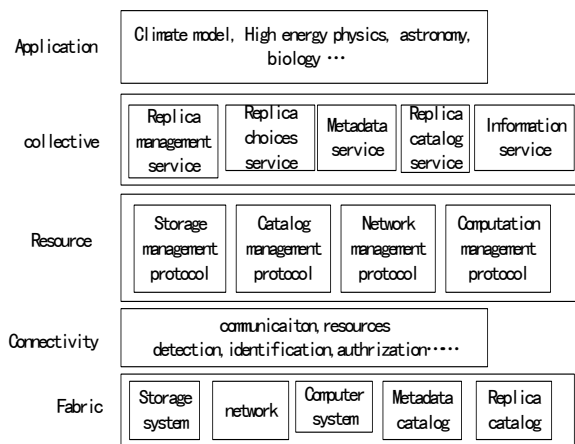 Application
Climate model, High energy physics, astronomy,
biology ⋯
collective
Replica
management
service
Replica
choices
service
Metadata
service
Replica
catalog
service
Information
service
Resource
Storage
management
protocol
Catalog
management
protocol
Network
management
protocol
Computation
management
protocol
Connectivity
communicaiton, resources
detection, identification, authrization⋯⋯
Fabric
Storage
system
network
Computer
system
Metadata
catalog
Replica
catalog